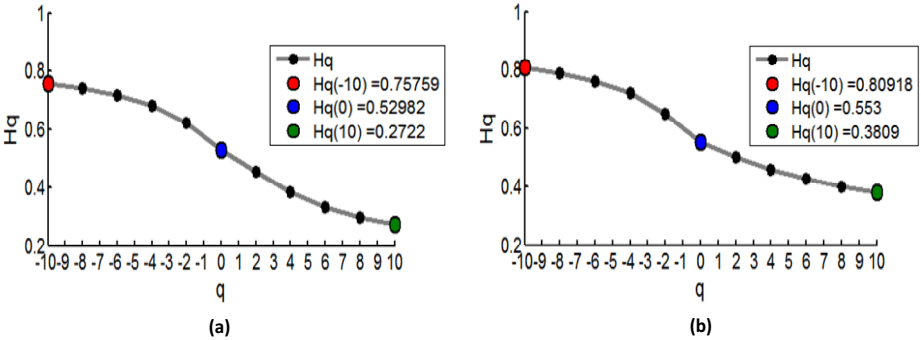 1
0.8
0.6
0.4
0.2
Hq
-10 -9 -8 -7 -6 -5 -4 -3 -2 -1 0 1 2 3 4 5 6 7 8 9 10
q
Hq
Hq(-10) =0.75759
Hq(0) =0.52982
Hq(10) =0.2722
(a)
1
0.8
0.6
0.4
0.2
Hq
-10 -9 -8 -7 -6 -5 -4 -3 -2 -1 0 1 2 3 4 5 6 7 8 9 10
q
Hq
Hq(-10) =0.80918
Hq(0) =0.553
Hq(10) =0.3809
(b)